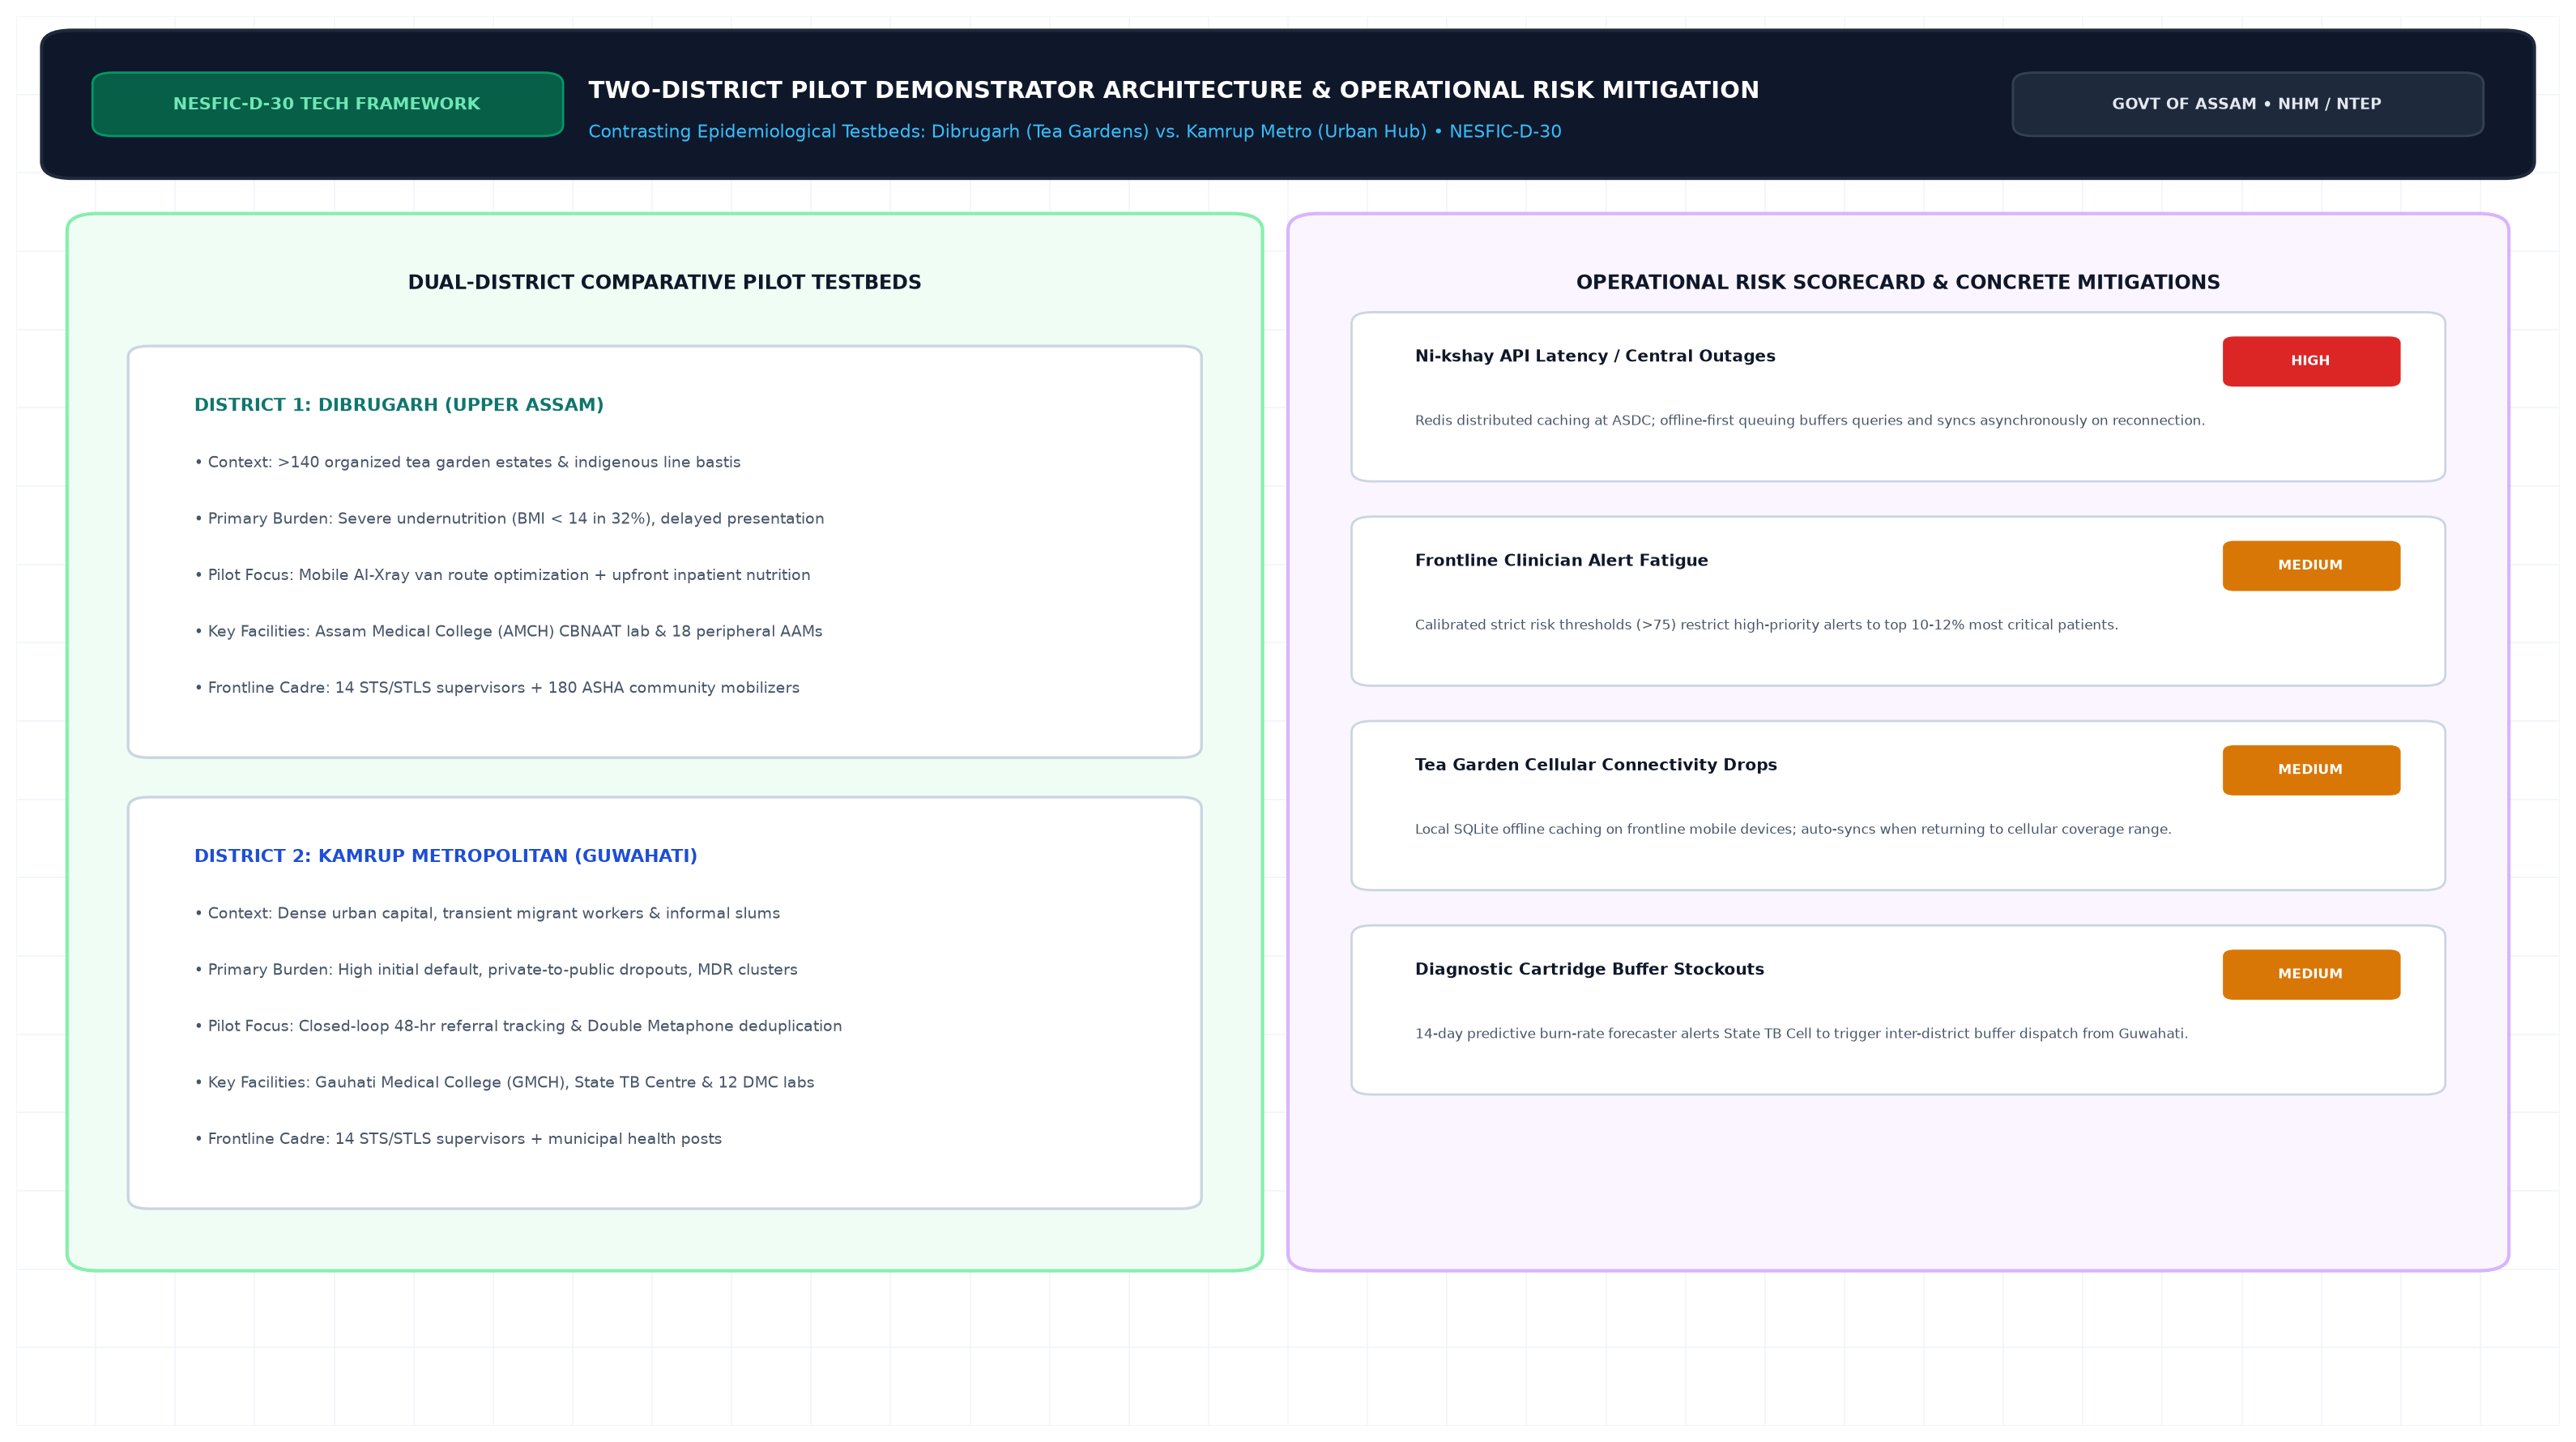 NESFIC-D-30 TECH FRAMEWORK
TWO-DISTRICT PILOT DEMONSTRATOR ARCHITECTURE & OPERATIONAL RISK MITIGATION
Contrasting Epidemiological Testbeds: Dibrugarh (Tea Gardens) vs. Kamrup Metro (Urban Hub) • NESFIC-D-30
GOVT OF ASSAM • NHM / NTEP
DUAL-DISTRICT COMPARATIVE PILOT TESTBEDS
DISTRICT 1: DIBRUGARH (UPPER ASSAM)
• Context: >140 organized tea garden estates & indigenous line bastis
• Primary Burden: Severe undernutrition (BMI < 14 in 32%), delayed presentation
• Pilot Focus: Mobile AI-Xray van route optimization + upfront inpatient nutrition
• Key Facilities: Assam Medical College (AMCH) CBNAAT lab & 18 peripheral AAMs
• Frontline Cadre: 14 STS/STLS supervisors + 180 ASHA community mobilizers
DISTRICT 2: KAMRUP METROPOLITAN (GUWAHATI)
• Context: Dense urban capital, transient migrant workers & informal slums
• Primary Burden: High initial default, private-to-public dropouts, MDR clusters
• Pilot Focus: Closed-loop 48-hr referral tracking & Double Metaphone deduplication
• Key Facilities: Gauhati Medical College (GMCH), State TB Centre & 12 DMC labs
• Frontline Cadre: 14 STS/STLS supervisors + municipal health posts
OPERATIONAL RISK SCORECARD & CONCRETE MITIGATIONS
Ni-kshay API Latency / Central Outages
HIGH
Redis distributed caching at ASDC; offline-first queuing buffers queries and syncs asynchronously on reconnection.
Frontline Clinician Alert Fatigue
MEDIUM
Calibrated strict risk thresholds (>75) restrict high-priority alerts to top 10-12% most critical patients.
Tea Garden Cellular Connectivity Drops
MEDIUM
Local SQLite offline caching on frontline mobile devices; auto-syncs when returning to cellular coverage range.
Diagnostic Cartridge Buffer Stockouts
MEDIUM
14-day predictive burn-rate forecaster alerts State TB Cell to trigger inter-district buffer dispatch from Guwahati.